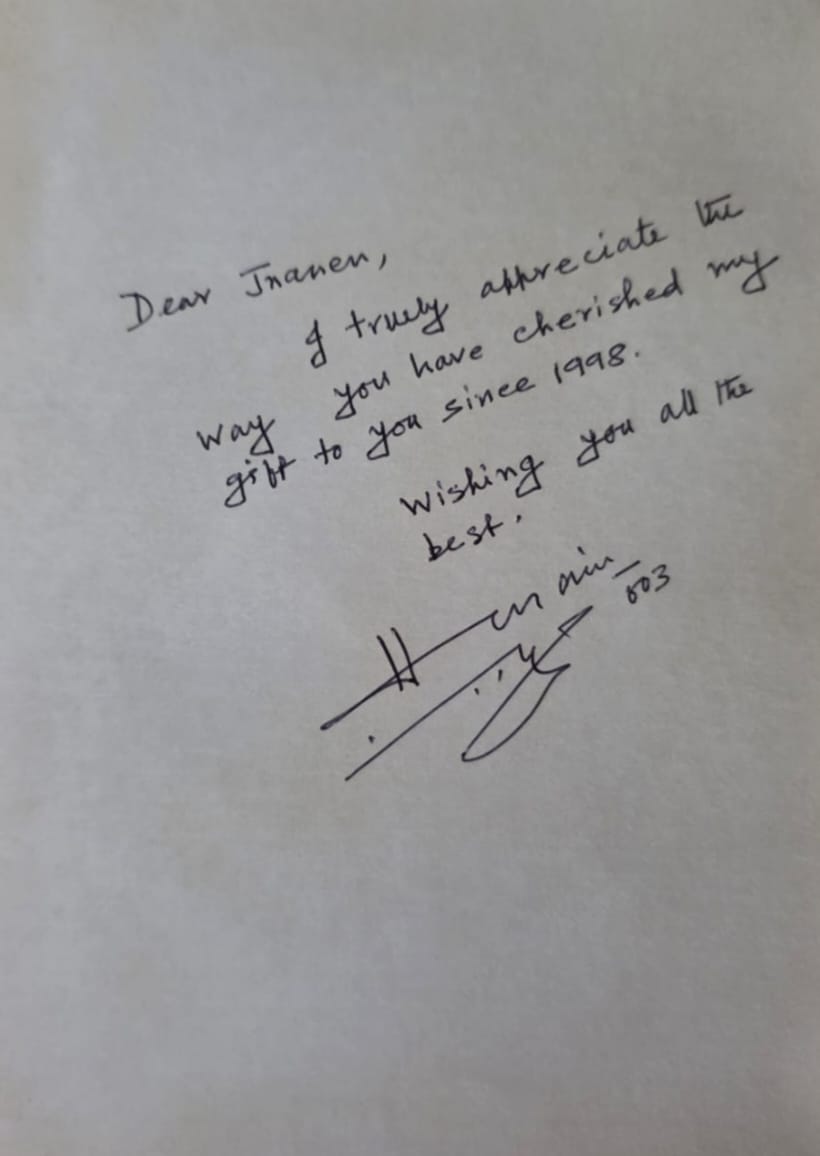 Dear Jnanen,
I truely appreciate the
way you have cherished my
gift to you since 1998.
Wishing you all the
best.
603